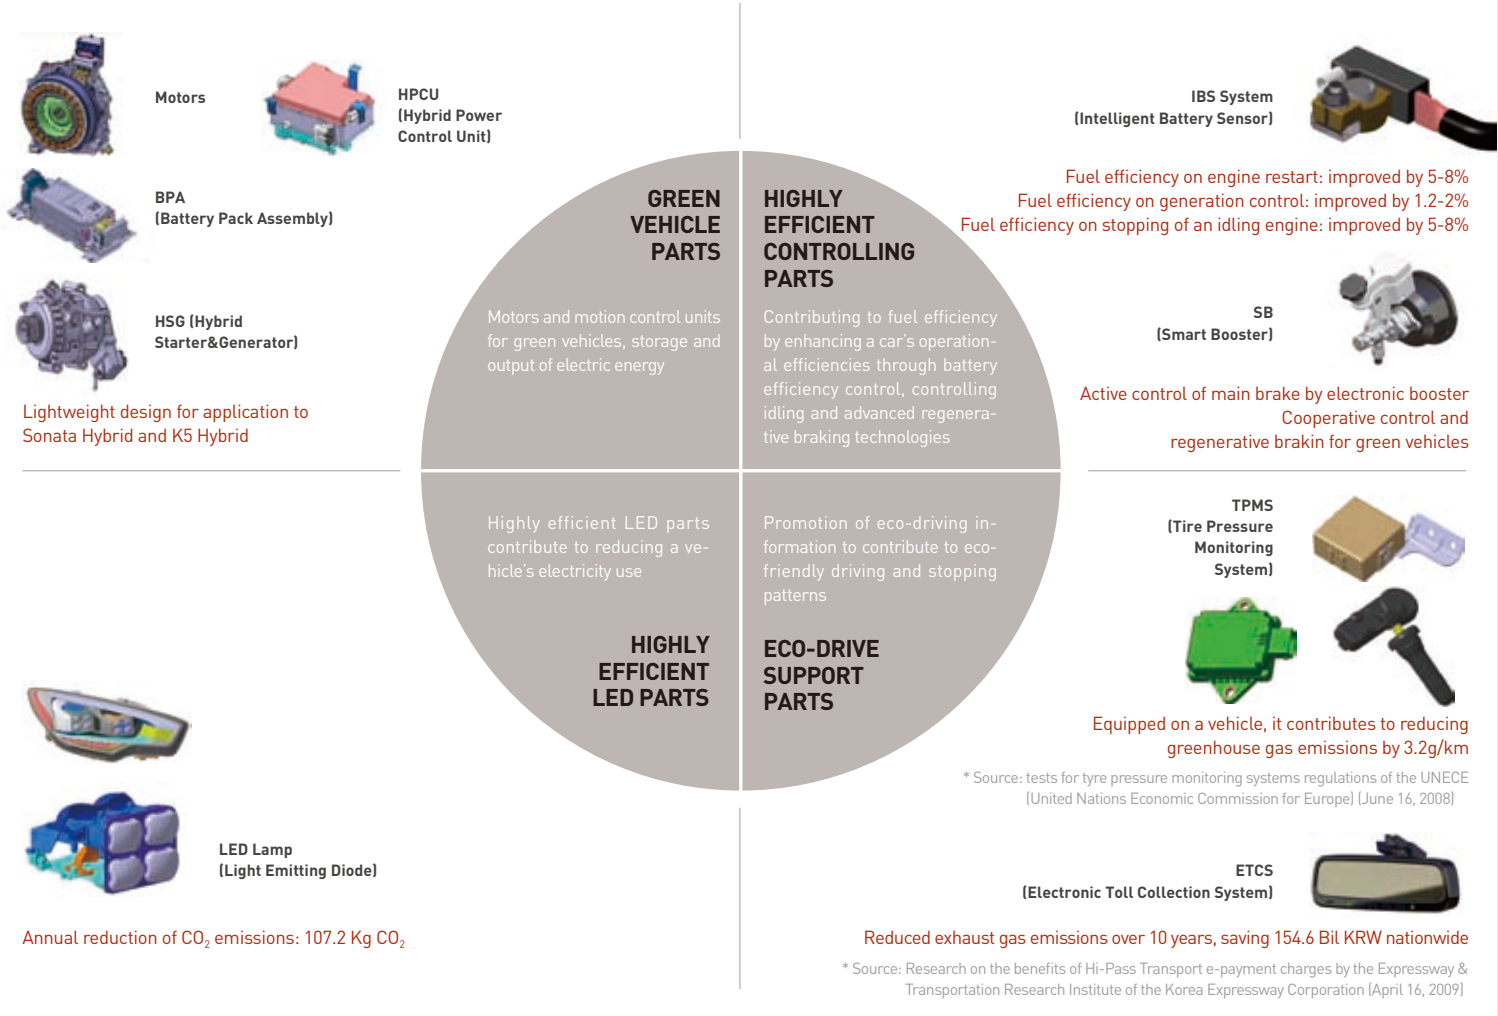 Motors
HPCU
(Hybrid Power
Control Unit)
BPA
(Battery Pack Assembly)
HSG (Hybrid
Starter&Generator)
Lightweight design for application to
Sonata Hybrid and K5 Hybrid
GREEN
VEHICLE
PARTS
Motors and motion control units
for green vehicles, storage and
output of electric energy
HIGHLY
EFFICIENT
CONTROLLING
PARTS
Contributing to fuel efficiency
by enhancing a car's operation-
al efficiencies through battery
efficiency control, controlling
idling and advanced regenera-
tive braking technologies
IBS System
(Intelligent Battery Sensor)
Fuel efficiency on engine restart: improved by 5-8%
Fuel efficiency on generation control: improved by 1.2-2%
Fuel efficiency on stopping of an idling engine: improved by 5-8%
SB
(Smart Booster)
Active control of main brake by electronic booster
Cooperative control and
regenerative brakin for green vehicles
Highly efficient LED parts
contribute to reducing a ve-
hicle's electricity use
HIGHLY
EFFICIENT
LED PARTS
LED Lamp
(Light Emitting Diode)
Annual reduction of CO₂ emissions: 107.2 Kg CO₂
Promotion of eco-driving in-
formation to contribute to eco-
friendly driving and stopping
patterns
ECO-DRIVE
SUPPORT
PARTS
TPMS
(Tire Pressure
Monitoring
System)
Equipped on a vehicle, it contributes to reducing
greenhouse gas emissions by 3.2g/km
* Source: tests for tyre pressure monitoring systems regulations of the UNECE
(United Nations Economic Commission for Europe) (June 16, 2008)
ETCS
(Electronic Toll Collection System)
Reduced exhaust gas emissions over 10 years, saving 154.6 Bil KRW nationwide
* Source: Research on the benefits of Hi-Pass Transport e-payment charges by the Expressway &
Transportation Research Institute of the Korea Expressway Corporation (April 16, 2009)